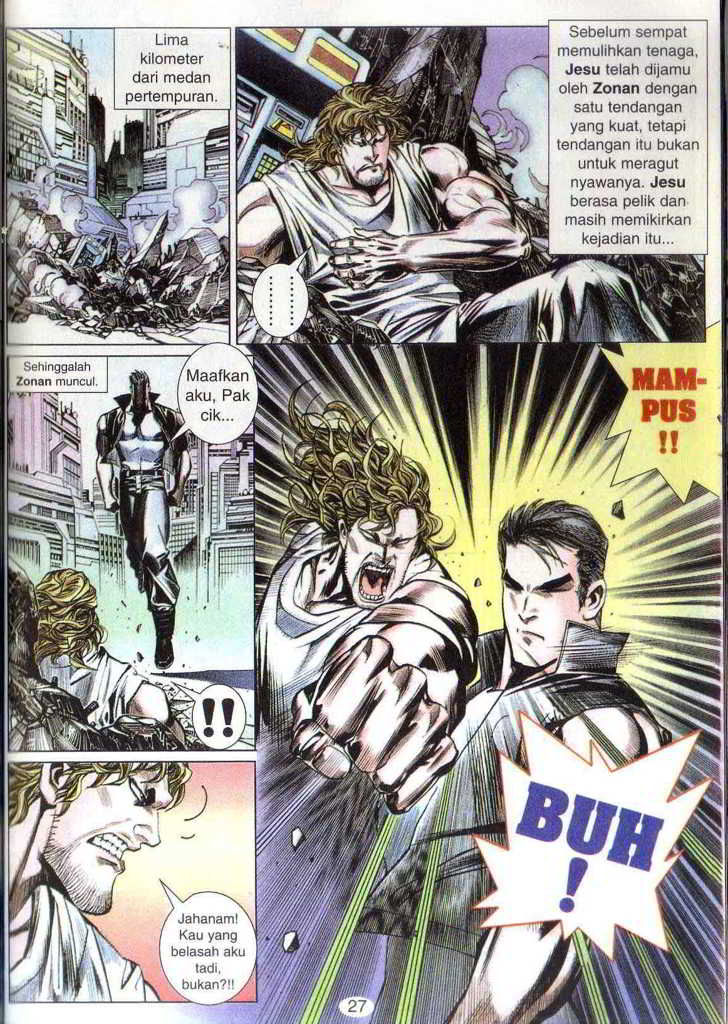 Lima
kilometer
dari medan
pertempuran.
Sebelum sempat
memulihkan tenaga,
Jesu telah dijamu
oleh Zonan dengan
satu tendangan
yang kuat, tetapi
tendangan itu bukan
untuk meragut
nyawanya. Jesu
berasa pelik dan
masih memikirkan
kejadian itu...
Sehinggalah
Zonan muncul.
Maafkan
aku, Pak
cik...
!!
Jahanam!
Kau yang
belasah aku
tadi,
bukan?!!
MAM-
PUS
!!
BUH
!
27